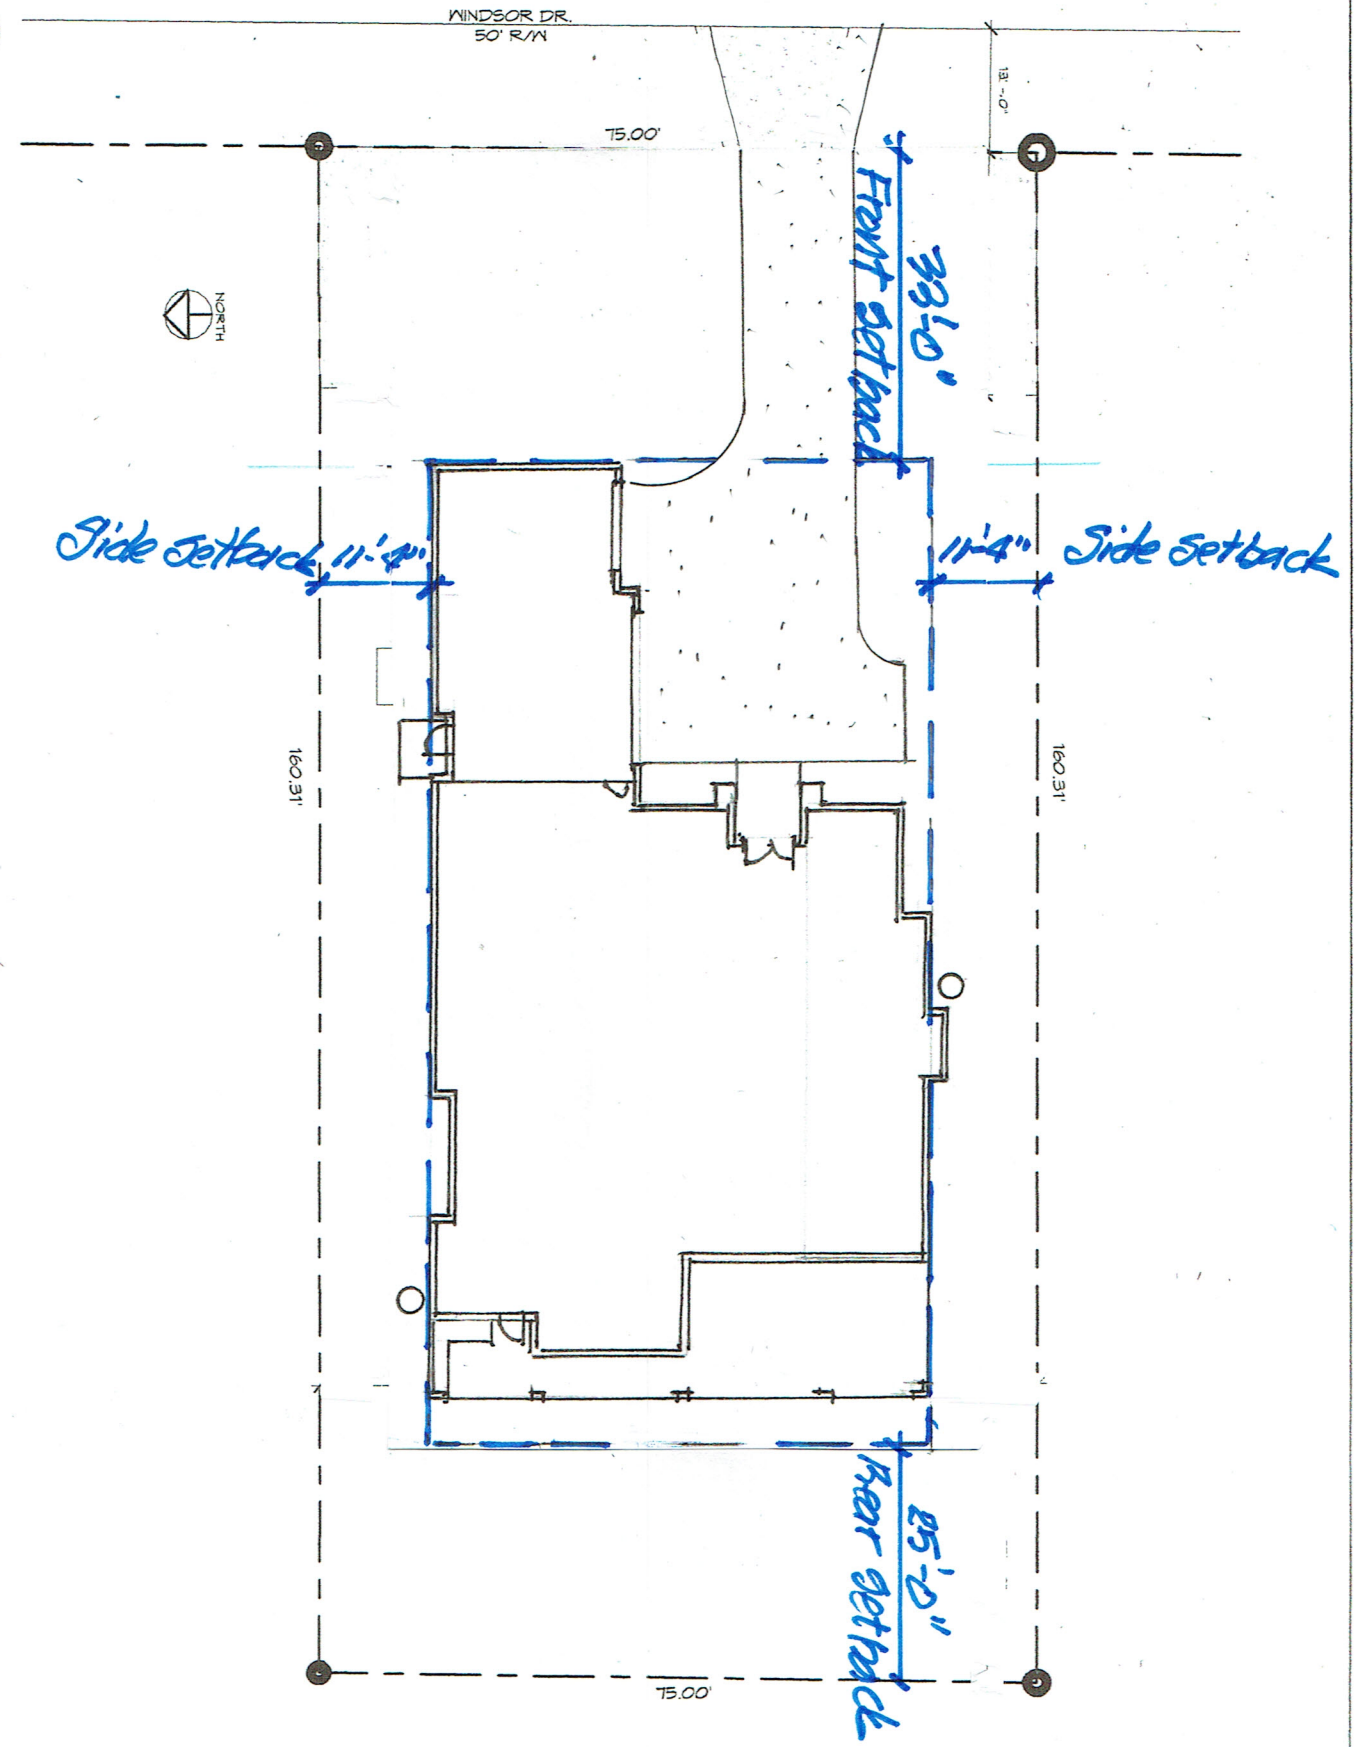 WINDSOR DR.
50' R/W
13'-0"
75.00'
33'-0"
Front setback
NORTH
Side setback 11'-4"
11'-4" Side setback
160.31'
160.31'
25'-0"
Rear setback
75.00'